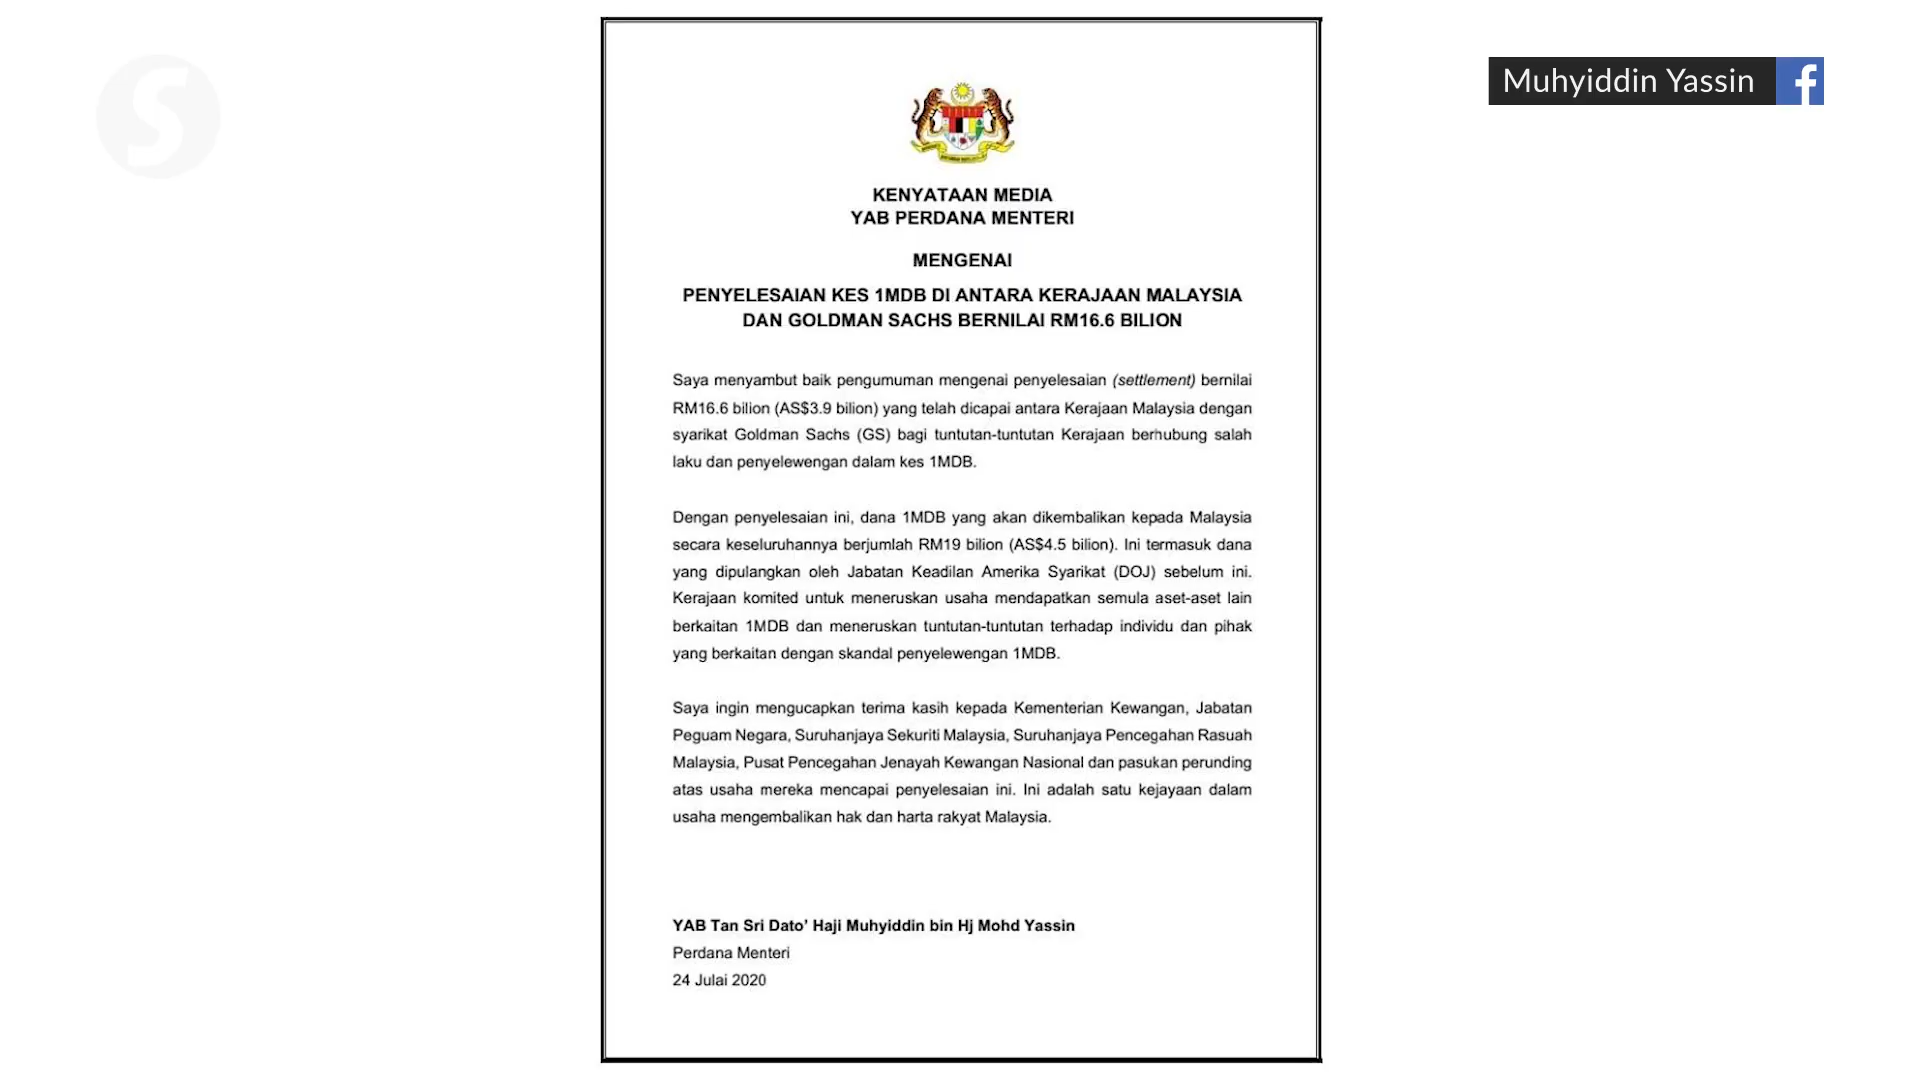 Muhyiddin Yassin
KENYATAAN MEDIA
YAB PERDANA MENTERI
MENGENAI
PENYELESAIAN KES 1MDB DI ANTARA KERAJAAN MALAYSIA
DAN GOLDMAN SACHS BERNILAI RM16.6 BILION
Saya menyambut baik pengumuman mengenai penyelesaian (settlement) bernilai
RM16.6 bilion (AS$3.9 bilion) yang telah dicapai antara Kerajaan Malaysia dengan
syarikat Goldman Sachs (GS) bagi tuntutan-tuntutan Kerajaan berhubung salah
laku dan penyelewengan dalam kes 1MDB.
Dengan penyelesaian ini, dana 1MDB yang akan dikembalikan kepada Malaysia
secara keseluruhannya berjumlah RM19 bilion (AS$4.5 bilion). Ini termasuk dana
yang dipulangkan oleh Jabatan Keadilan Amerika Syarikat (DOJ) sebelum ini.
Kerajaan komited untuk meneruskan usaha mendapatkan semula aset-aset lain
berkaitan 1MDB dan meneruskan tuntutan-tuntutan terhadap individu dan pihak
yang berkaitan dengan skandal penyelewengan 1MDB.
Saya ingin mengucapkan terima kasih kepada Kementerian Kewangan, Jabatan
Peguam Negara, Suruhanjaya Sekuriti Malaysia, Suruhanjaya Pencegahan Rasuah
Malaysia, Pusat Pencegahan Jenayah Kewangan Nasional dan pasukan perunding
atas usaha mereka mencapai penyelesaian ini. Ini adalah satu kejayaan dalam
usaha mengembalikan hak dan harta rakyat Malaysia.
YAB Tan Sri Dato’ Haji Muhyiddin bin Hj Mohd Yassin
Perdana Menteri
24 Julai 2020